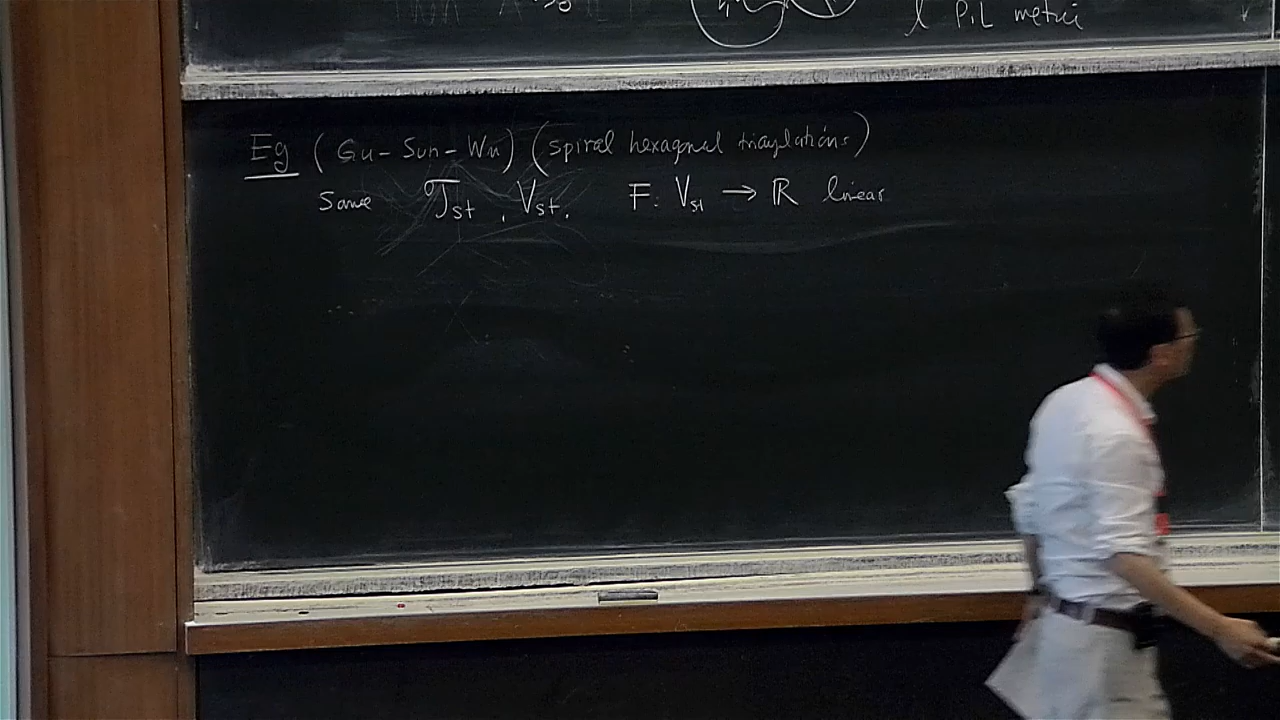 l P.L metric
Eg (Gu-Sun-Wu) (spiral hexagonal triangulations)
Same 𝒯st, Vst. F: Vst → ℝ linear